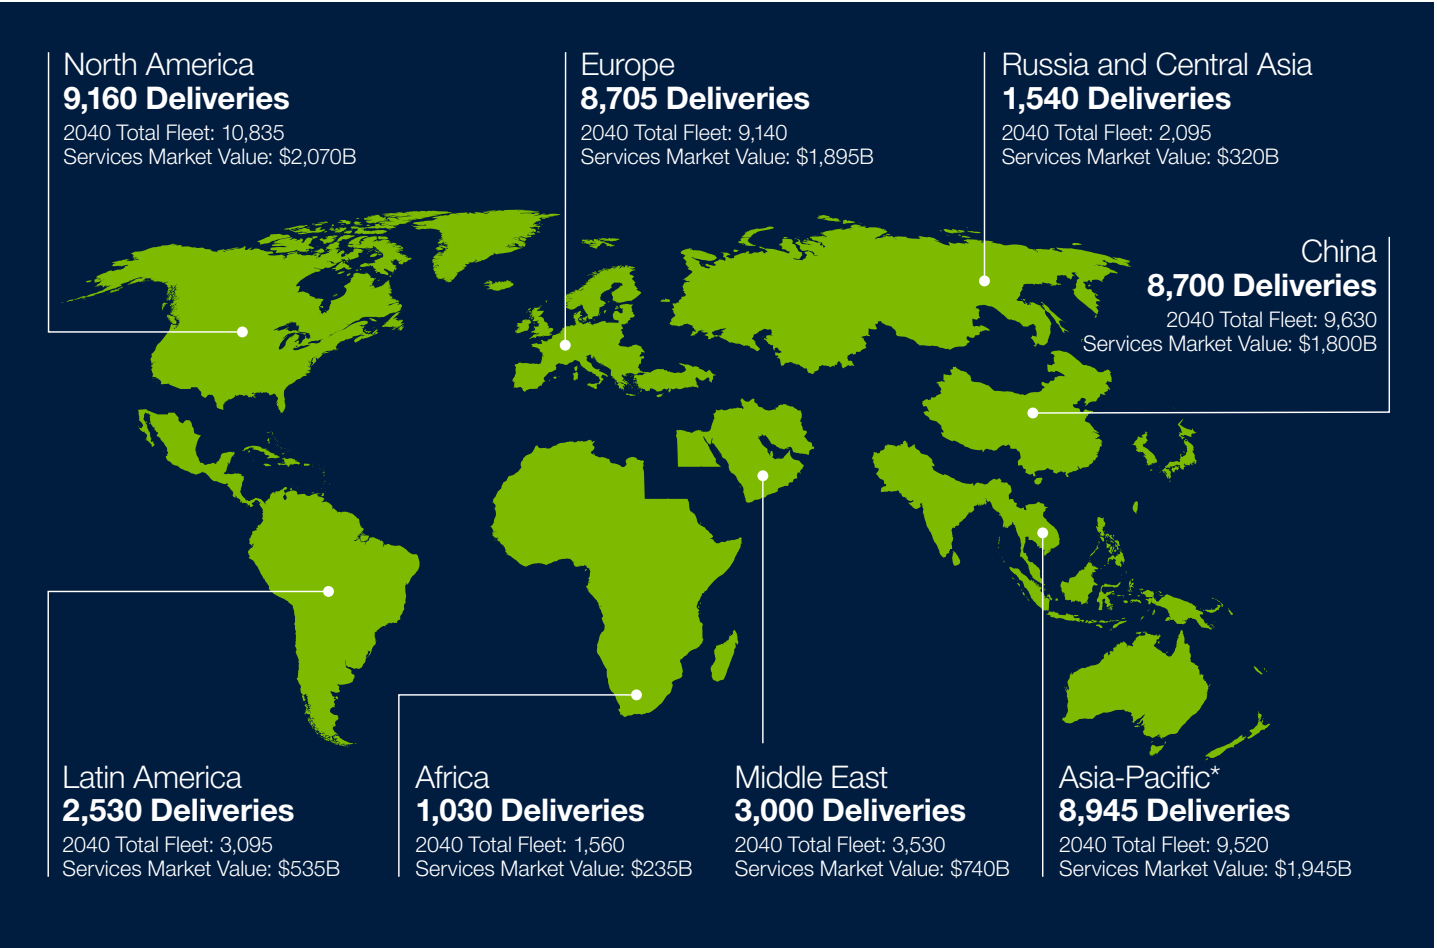 North America
9,160 Deliveries
2040 Total Fleet: 10,835
Services Market Value: $2,070B
Europe
8,705 Deliveries
2040 Total Fleet: 9,140
Services Market Value: $1,895B
Russia and Central Asia
1,540 Deliveries
2040 Total Fleet: 2,095
Services Market Value: $320B
China
8,700 Deliveries
2040 Total Fleet: 9,630
Services Market Value: $1,800B
Latin America
2,530 Deliveries
2040 Total Fleet: 3,095
Services Market Value: $535B
Africa
1,030 Deliveries
2040 Total Fleet: 1,560
Services Market Value: $235B
Middle East
3,000 Deliveries
2040 Total Fleet: 3,530
Services Market Value: $740B
Asia-Pacific*
8,945 Deliveries
2040 Total Fleet: 9,520
Services Market Value: $1,945B